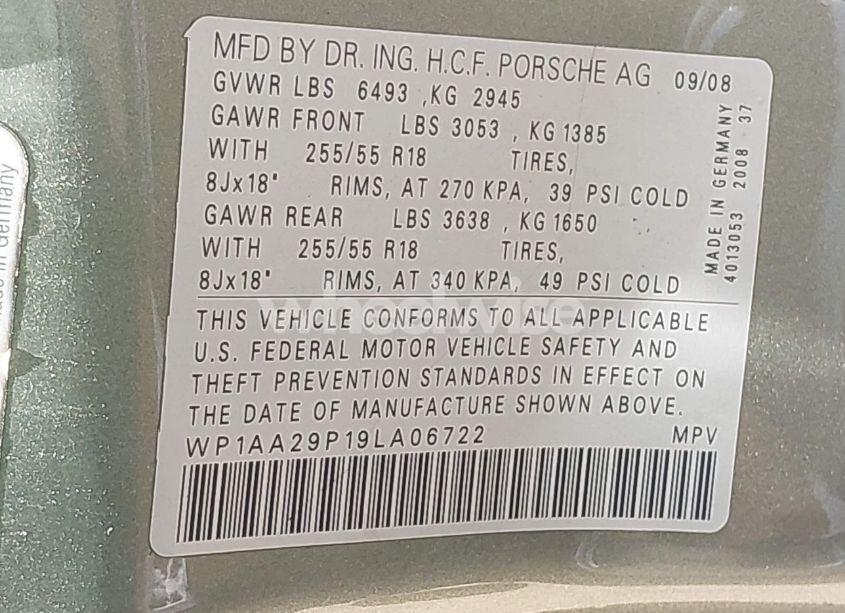 MFD BY DR. ING. H.C.F. PORSCHE AG 09/08
GVWR LBS 6493 ,KG 2945
GAWR FRONT LBS 3053 , KG 1385
WITH 255/55 R18 TIRES,
8Jx18" RIMS, AT 270 KPA, 39 PSI COLD
GAWR REAR LBS 3638 , KG 1650
WITH 255/55 R18 TIRES,
8Jx18" RIMS, AT 340 KPA, 49 PSI COLD
MADE IN GERMANY
4013053 2008 37
THIS VEHICLE CONFORMS TO ALL APPLICABLE
U.S. FEDERAL MOTOR VEHICLE SAFETY AND
THEFT PREVENTION STANDARDS IN EFFECT ON
THE DATE OF MANUFACTURE SHOWN ABOVE.
WP1AA29P19LA06722 MPV
in Germany